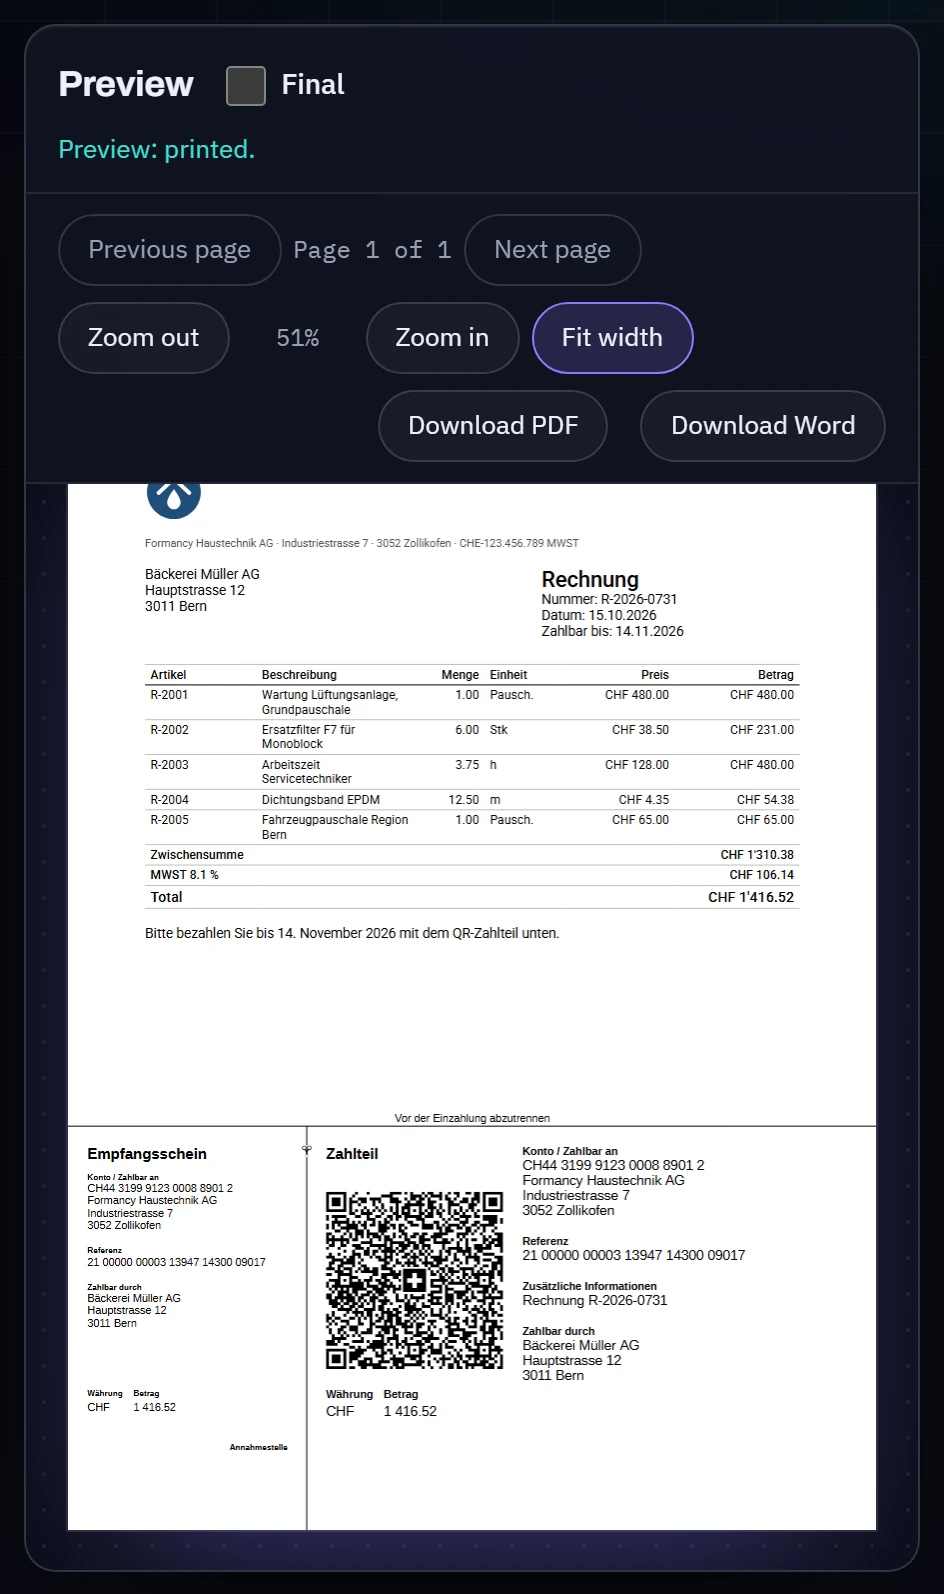 Preview
Final
Preview: printed.
Previous page
Page 1 of 1
Next page
Zoom out
51%
Zoom in
Fit width
Download PDF
Download Word
Formancy Haustechnik AG · Industriestrasse 7 · 3052 Zollikofen · CHE-123.456.789 MWST
Bäckerei Müller AG
Hauptstrasse 12
3011 Bern
Rechnung
Nummer: R-2026-0731
Datum: 15.10.2026
Zahlbar bis: 14.11.2026
Artikel Beschreibung Menge Einheit Preis Betrag
R-2001 Wartung Lüftungsanlage, 1.00 Pausch. CHF 480.00 CHF 480.00
Grundpauschale
R-2002 Ersatzfilter F7 für 6.00 Stk CHF 38.50 CHF 231.00
Monoblock
R-2003 Arbeitszeit 3.75 h CHF 128.00 CHF 480.00
Servicetechniker
R-2004 Dichtungsband EPDM 12.50 m CHF 4.35 CHF 54.38
R-2005 Fahrzeugpauschale Region 1.00 Pausch. CHF 65.00 CHF 65.00
Bern
Zwischensumme CHF 1'310.38
MWST 8.1 % CHF 106.14
Total CHF 1'416.52
Bitte bezahlen Sie bis 14. November 2026 mit dem QR-Zahlteil unten.
Vor der Einzahlung abzutrennen
Empfangsschein
Konto / Zahlbar an
CH44 3199 9123 0008 8901 2
Formancy Haustechnik AG
Industriestrasse 7
3052 Zollikofen
Referenz
21 00000 00003 13947 14300 09017
Zahlbar durch
Bäckerei Müller AG
Hauptstrasse 12
3011 Bern
Währung Betrag
CHF 1 416.52
Annahmestelle
Zahlteil
Währung Betrag
CHF 1 416.52
Konto / Zahlbar an
CH44 3199 9123 0008 8901 2
Formancy Haustechnik AG
Industriestrasse 7
3052 Zollikofen
Referenz
21 00000 00003 13947 14300 09017
Zusätzliche Informationen
Rechnung R-2026-0731
Zahlbar durch
Bäckerei Müller AG
Hauptstrasse 12
3011 Bern